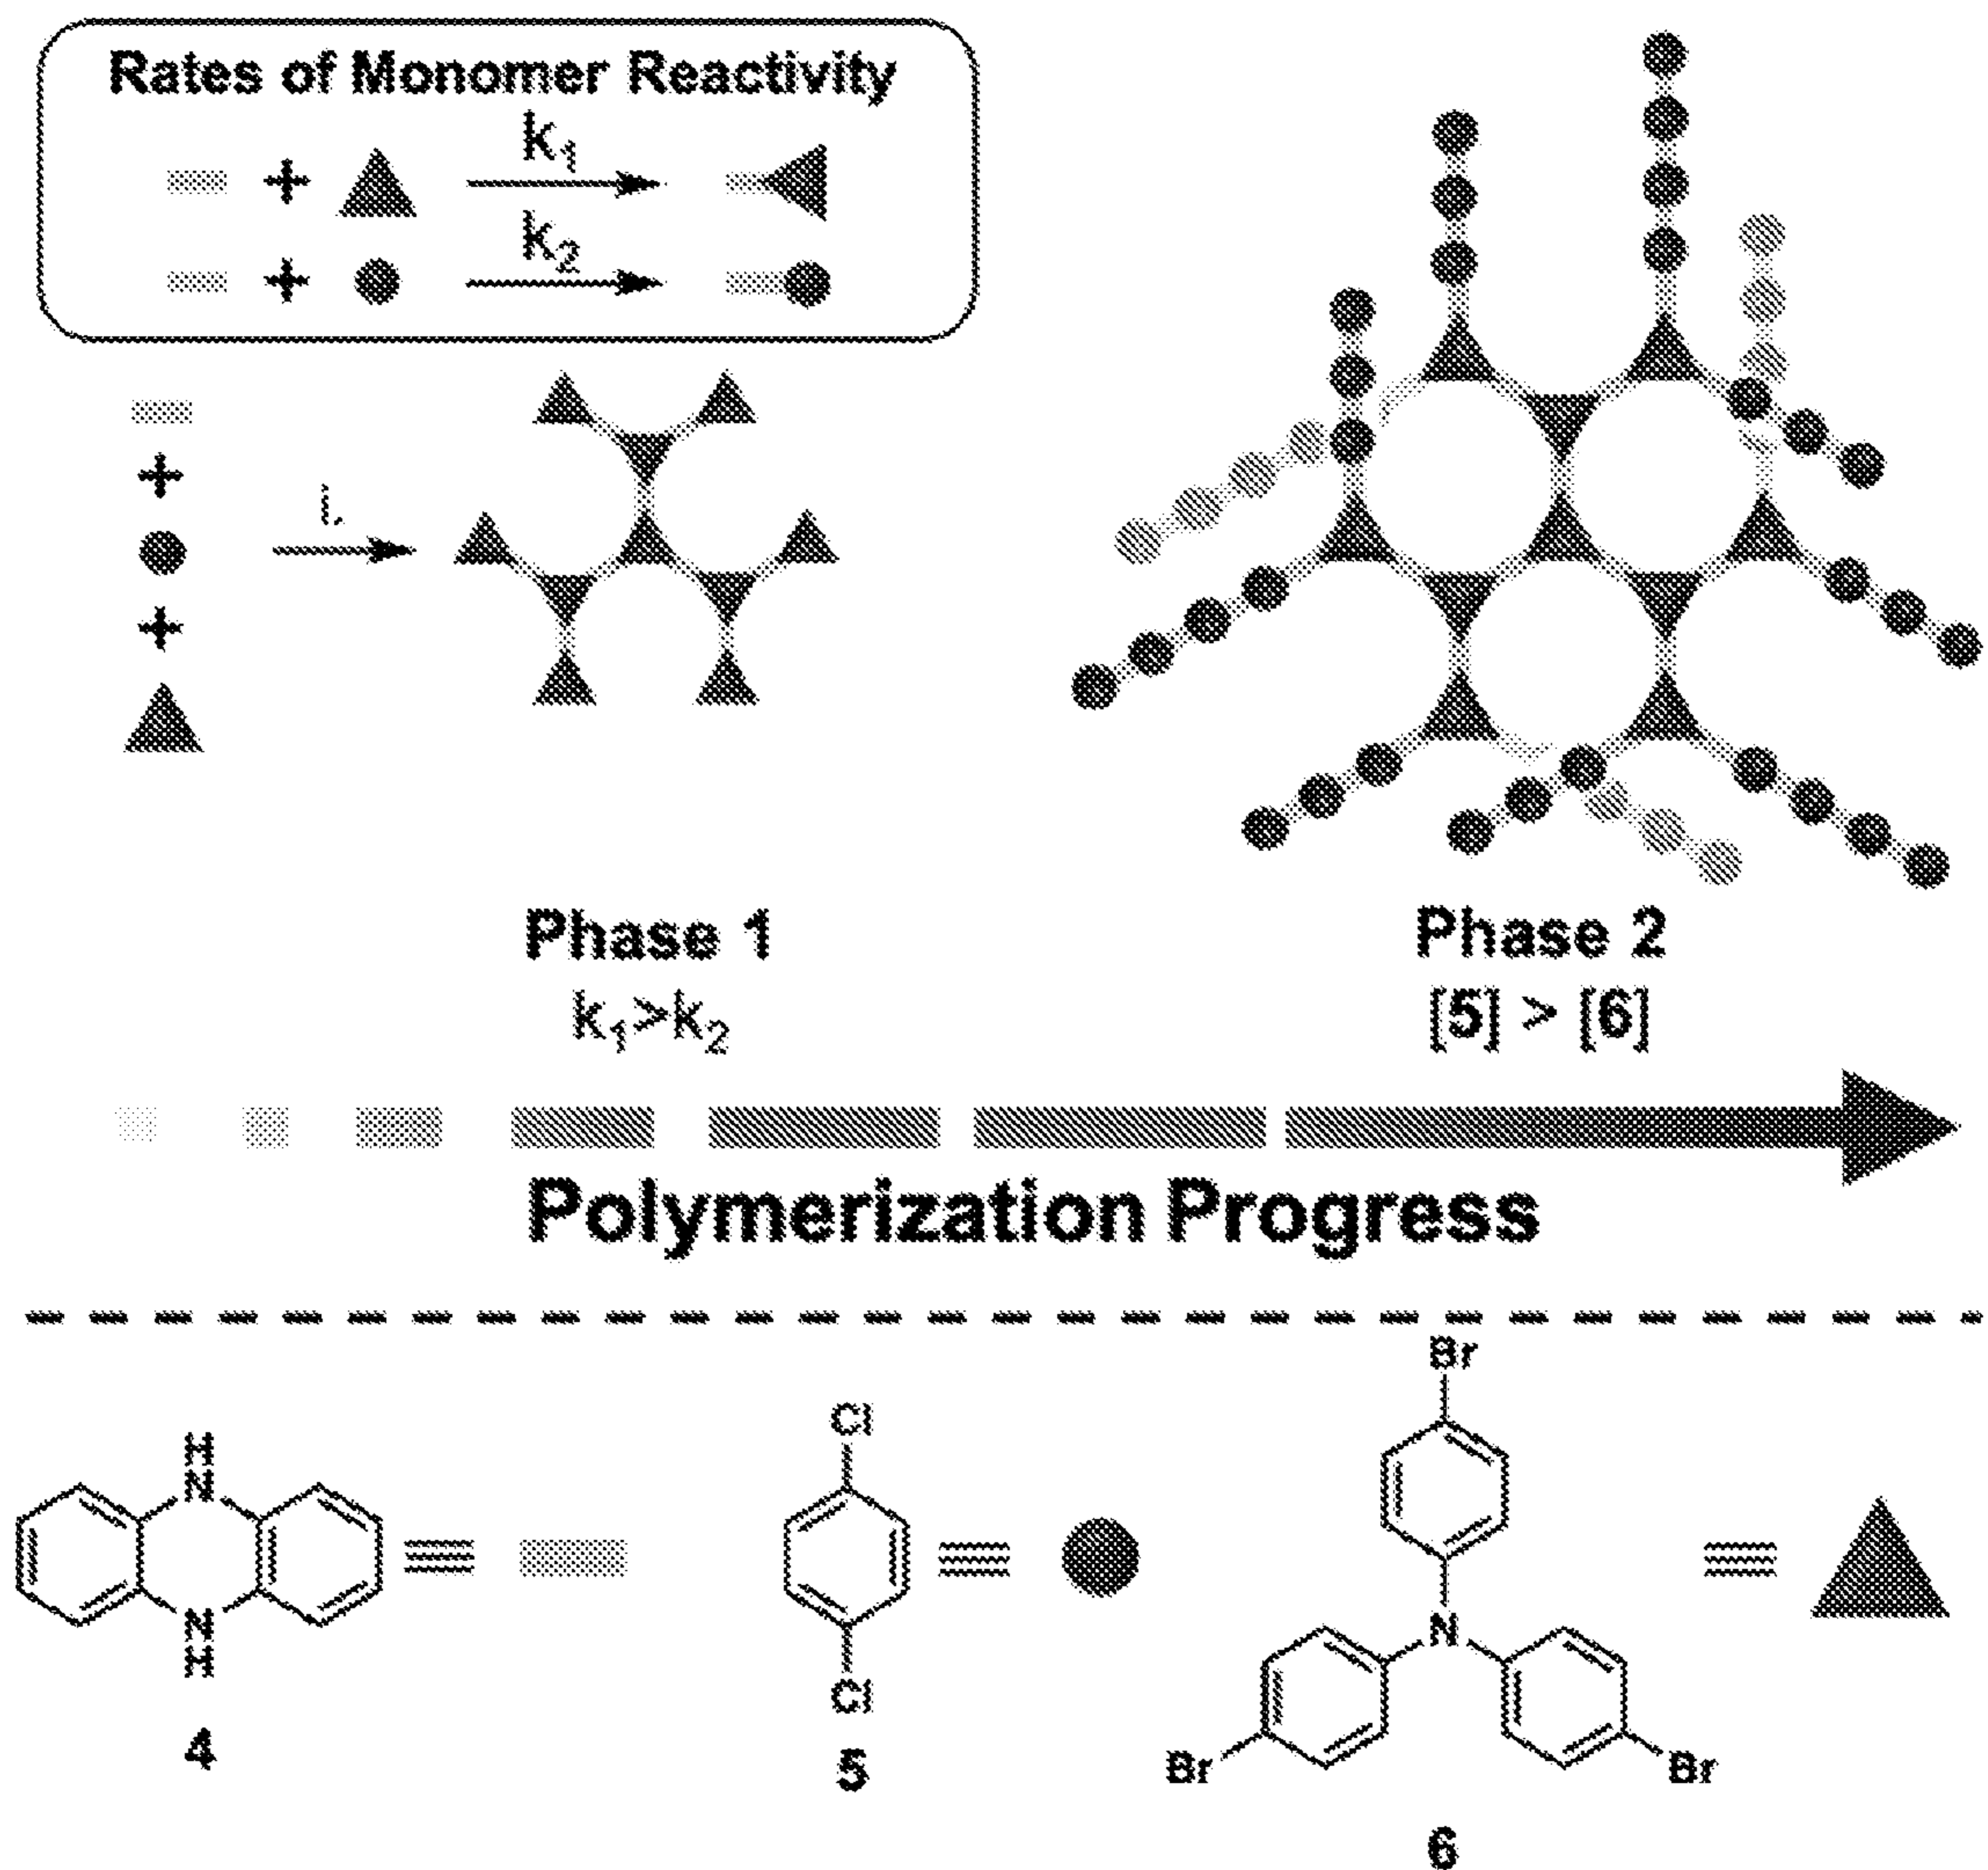 Rates of Monomer Reactivity
+ k₁
+ k₂
+
i.
+
Phase 1
k₁>k₂
Phase 2
[5] > [6]
Polymerization Progress
H
N
N
H
4
Cl
Cl
5
Br
N
Br
Br
6